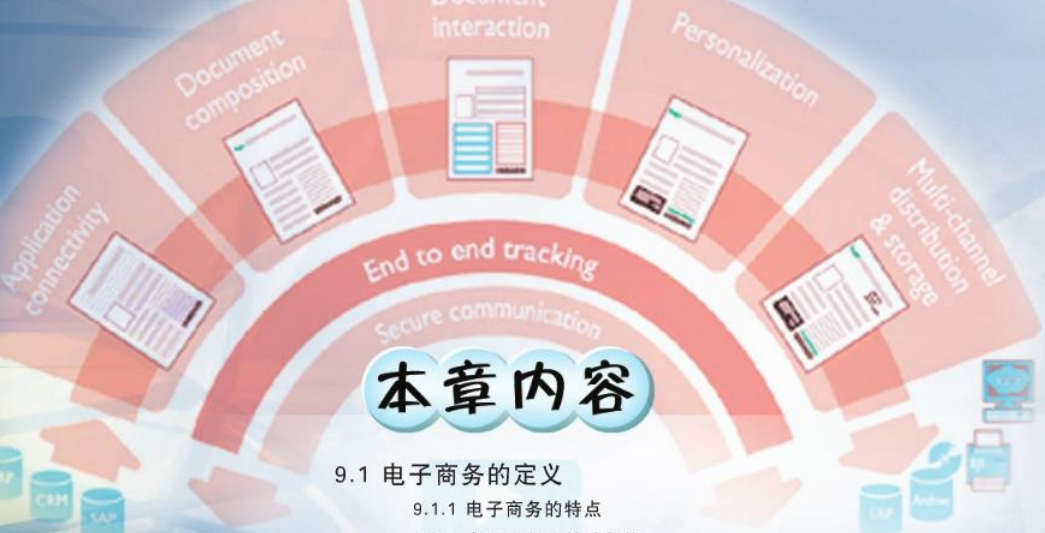 interaction
Document
composition
Personalization
Application
connectivity
Multi-channel
distribution
& storage
End to end tracking
Secure communication
本章内容
9.1 电子商务的定义
9.1.1 电子商务的特点
CRM
SAP
ERP
Archive